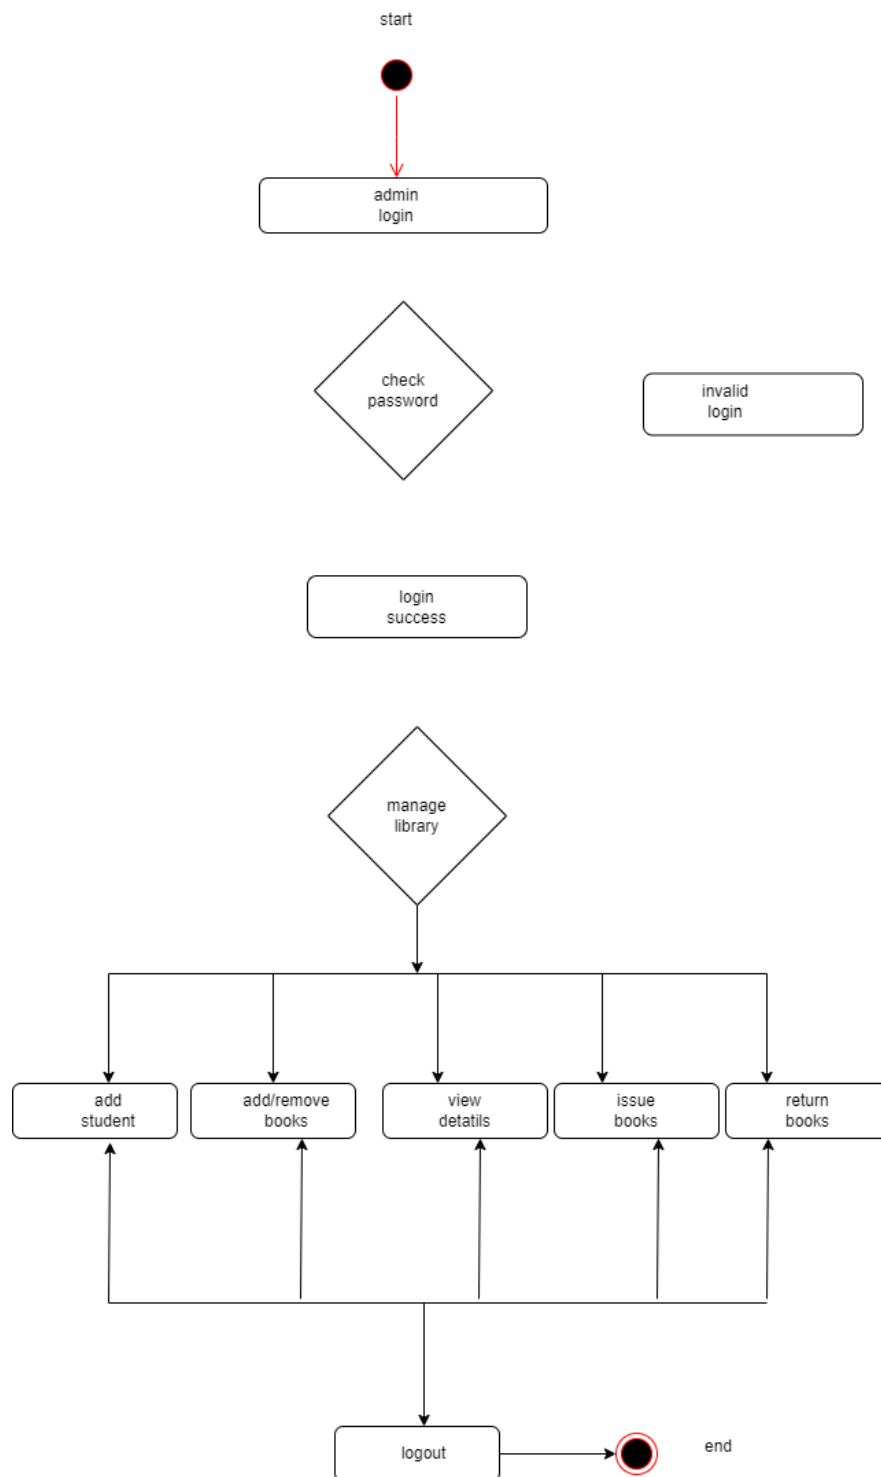 start
admin
login
check
password
invalid
login
login
success
manage
library
add
student
add/remove
books
view
detatils
issue
books
return
books
logout
end